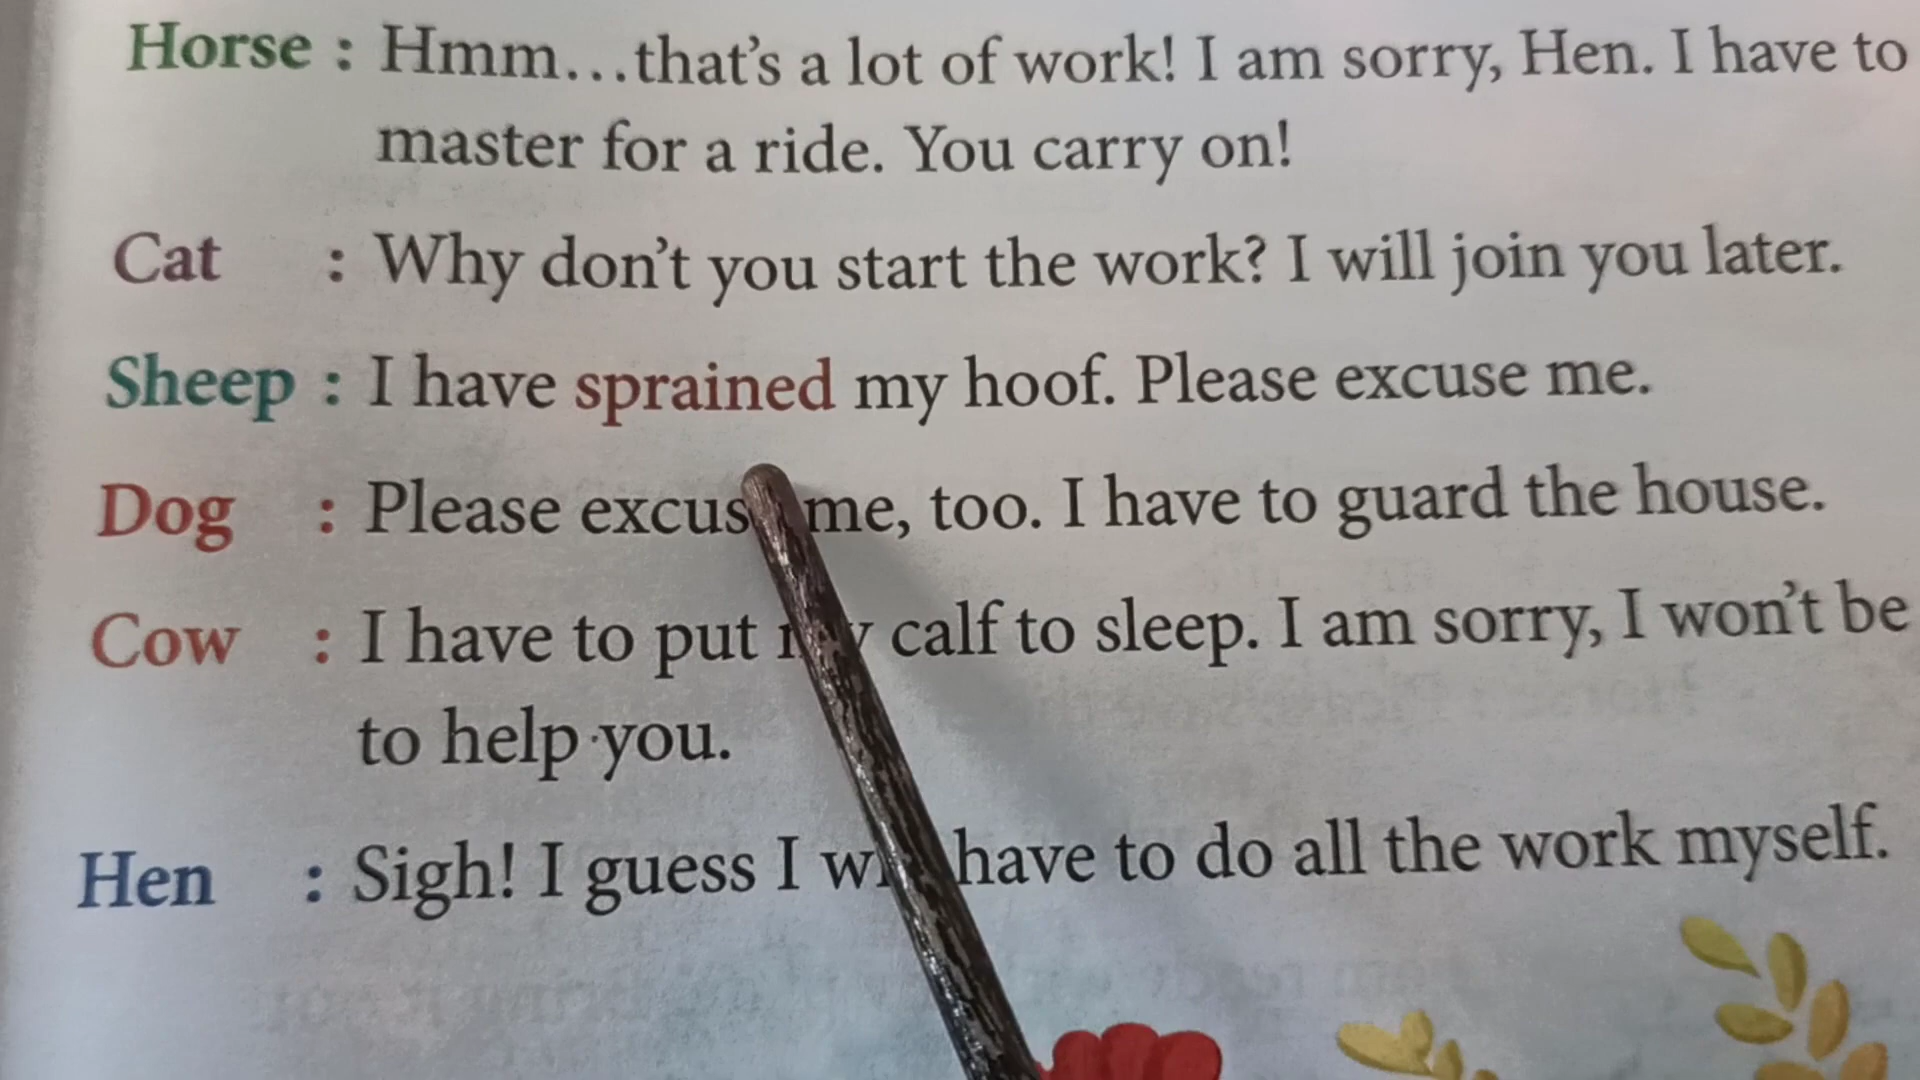 Horse : Hmm...that's a lot of work! I am sorry, Hen. I have to
master for a ride. You carry on!
Cat : Why don't you start the work? I will join you later.
Sheep : I have sprained my hoof. Please excuse me.
Dog : Please excuse me, too. I have to guard the house.
Cow : I have to put my calf to sleep. I am sorry, I won't be
to help you.
Hen : Sigh! I guess I will have to do all the work myself.